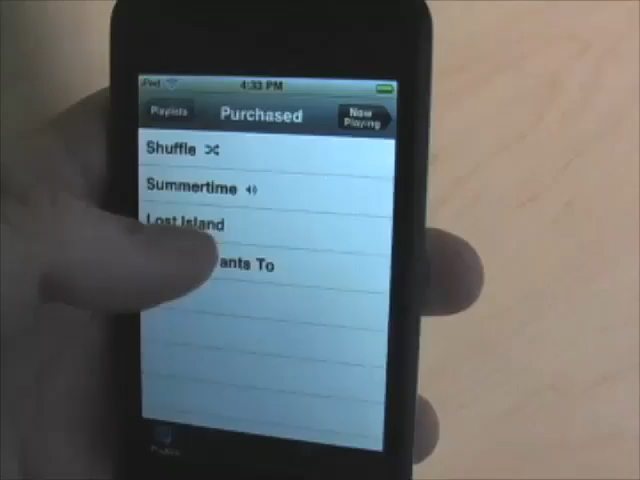 iPod 4:33 PM
Playlists Purchased Now Playing
Shuffle
Summertime
Lost Island
ants To